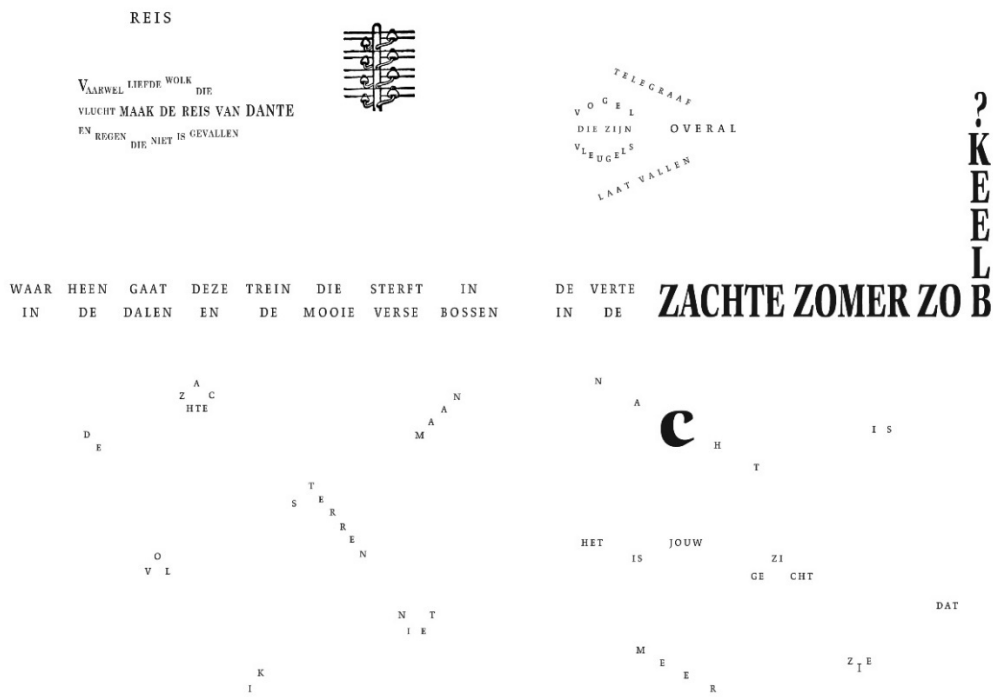 REIS
VAARWEL LIEFDE WOLK DIE
VLUCHT MAAK DE REIS VAN DANTE
EN REGEN DIE NIET IS GEVALLEN
TELEGRAAF
VOGEL
DIE ZIJN
VLEUGELS
OVERAL
LAAT VALLEN
WAAR HEEN GAAT DEZE TREIN DIE STERFT IN DE VERTE
IN DE DALEN EN DE MOOIE VERSE BOSSEN IN DE ZACHTE ZOMER ZO BLEEK?
DE
ZACHTE
MAAN
NACHT
IS
VOL
STERREN
HET IS JOUW
GEZICHT
DAT
IK
NIET
MEER
ZIE